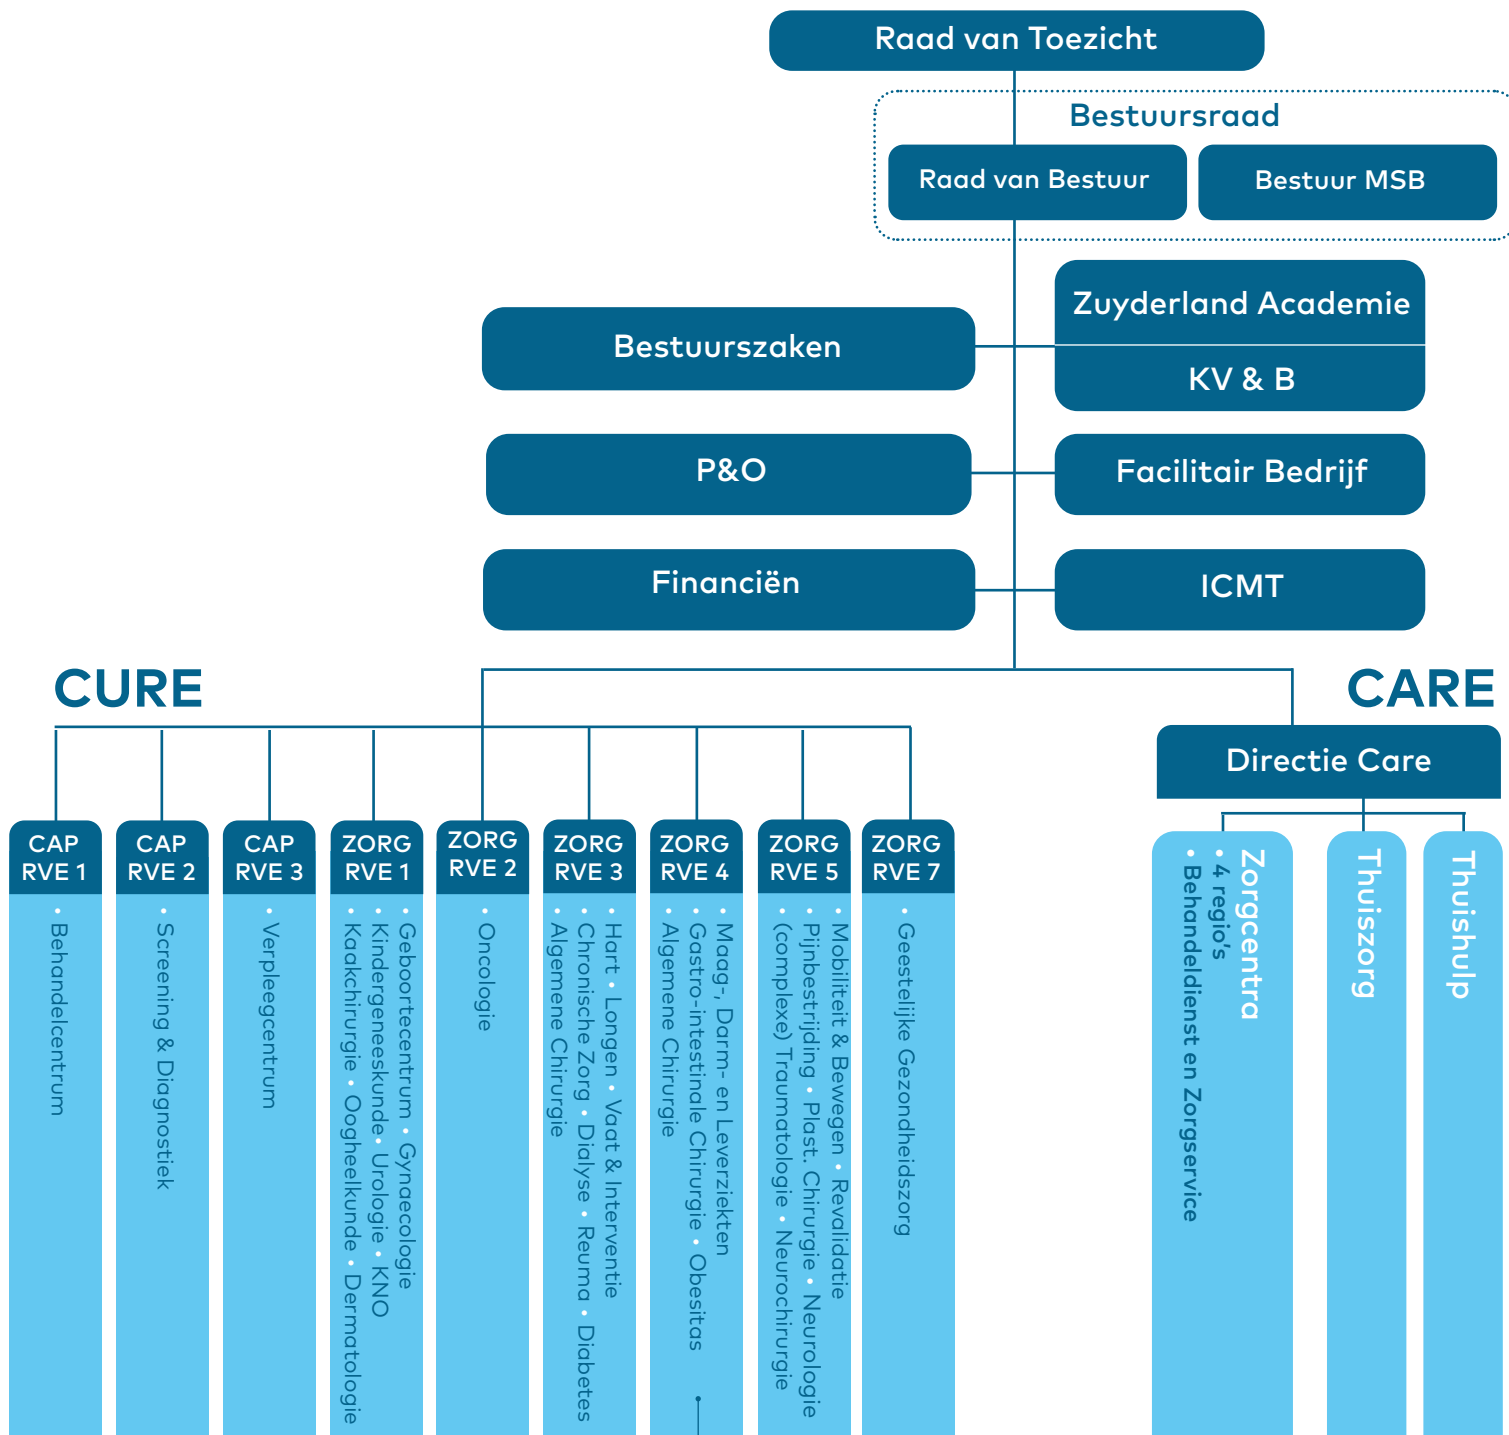 Raad van Toezicht
Bestuursraad
Raad van Bestuur
Bestuur MSB
Zuyderland Academie
KV & B
Bestuurszaken
P&O
Facilitair Bedrijf
Financiën
ICMT
CURE
CARE
Directie Care
CAP
RVE 1
• Behandelcentrum
CAP
RVE 2
• Screening & Diagnostiek
CAP
RVE 3
• Verpleegcentrum
ZORG
RVE 1
• Geboortecentrum • Gynaecologie
• Kindergeneeskunde• Urologie • KNO
• Kaakchirurgie • Oogheelkunde • Dermatologie
ZORG
RVE 2
• Oncologie
ZORG
RVE 3
• Hart • Longen • Vaat & Interventie
• Chronische Zorg • Dialyse • Reuma • Diabetes
• Algemene Chirurgie
ZORG
RVE 4
• Maag-, Darm- en Leverziekten
• Gastro-intestinale Chirurgie • Obesitas
• Algemene Chirurgie
ZORG
RVE 5
• Mobiliteit & Bewegen • Revalidatie
• Pijnbestrijding • Plast. Chirurgie • Neurologie
• (complexe) Traumatologie • Neurochirurgie
ZORG
RVE 7
• Geestelijke Gezondheidszorg
Zorgcentra
• 4 regio's
• Behandeldienst en Zorgservice
Thuiszorg
Thuishulp